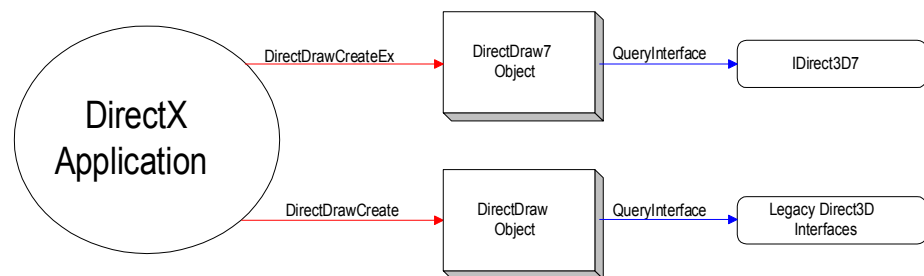 DirectX
Application
DirectDrawCreateEx
DirectDraw7
Object
QueryInterface
IDirect3D7
DirectDrawCreate
DirectDraw
Object
QueryInterface
Legacy Direct3D
Interfaces